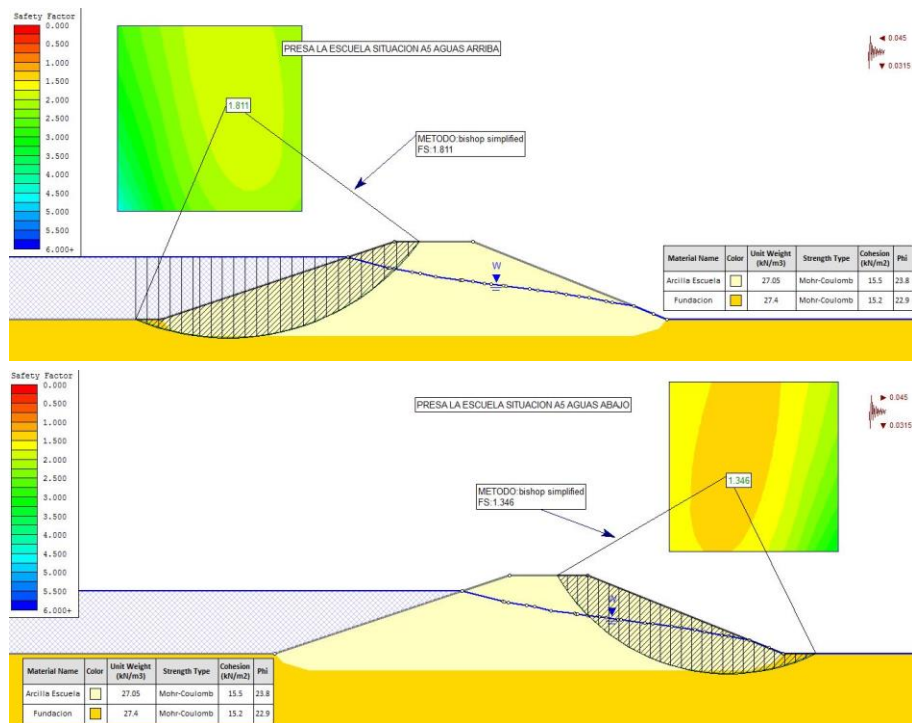 Safety Factor
0.000
0.500
1.000
1.500
2.000
2.500
3.000
3.500
4.000
4.500
5.000
5.500
6.000+
PRESA LA ESCUELA SITUACION A5 AGUAS ARRIBA
0.045
0.0315
1.811
METODO:bishop simplified
FS:1.811
W
Material Name Color Unit Weight (kN/m3) Strength Type Cohesion (kN/m2) Phi
Arcilla Escuela 27.05 Mohr-Coulomb 15.5 23.8
Fundacion 27.4 Mohr-Coulomb 15.2 22.9
Safety Factor
0.000
0.500
1.000
1.500
2.000
2.500
3.000
3.500
4.000
4.500
5.000
5.500
6.000+
PRESA LA ESCUELA SITUACION A5 AGUAS ABAJO
0.045
0.0315
1.346
METODO:bishop simplified
FS:1.346
W
Material Name Color Unit Weight (kN/m3) Strength Type Cohesion (kN/m2) Phi
Arcilla Escuela 27.05 Mohr-Coulomb 15.5 23.8
Fundacion 27.4 Mohr-Coulomb 15.2 22.9